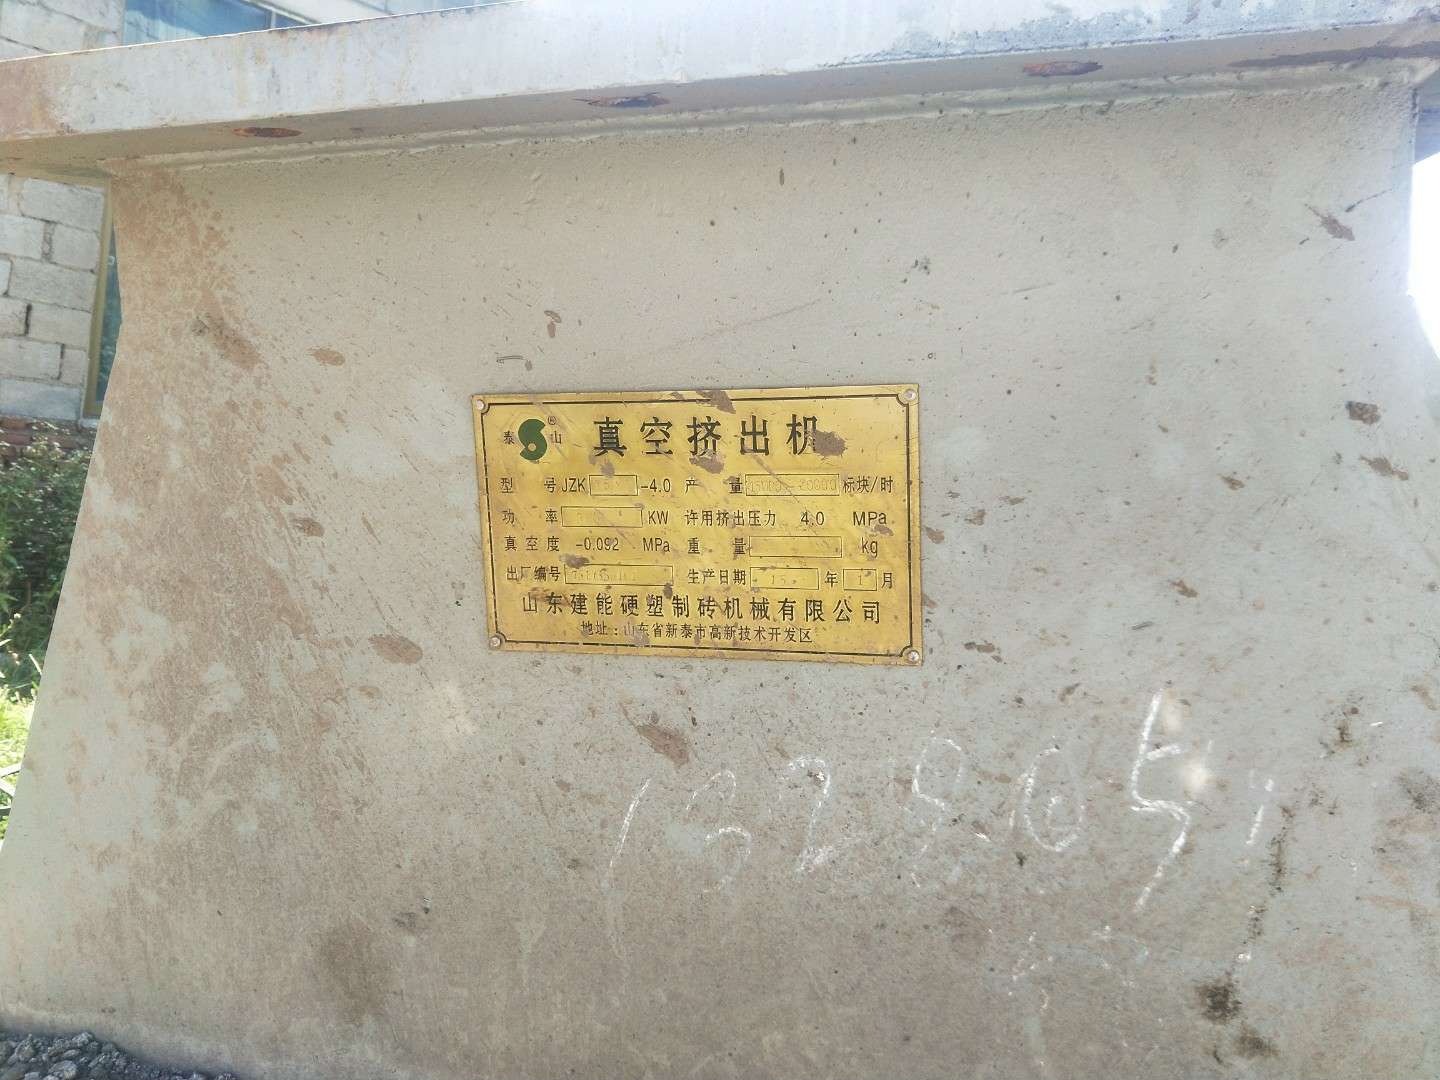 泰®山 真空挤出机
型 号 JZK -4.0 产 量 15000-20000 标块/时
功 率 KW 许用挤出压力 4.0 MPa
真空度 -0.092 MPa 重 量 kg
出厂编号 生产日期 15 年 1 月
山东建能硬塑制砖机械有限公司
地址：山东省新泰市高新技术开发区